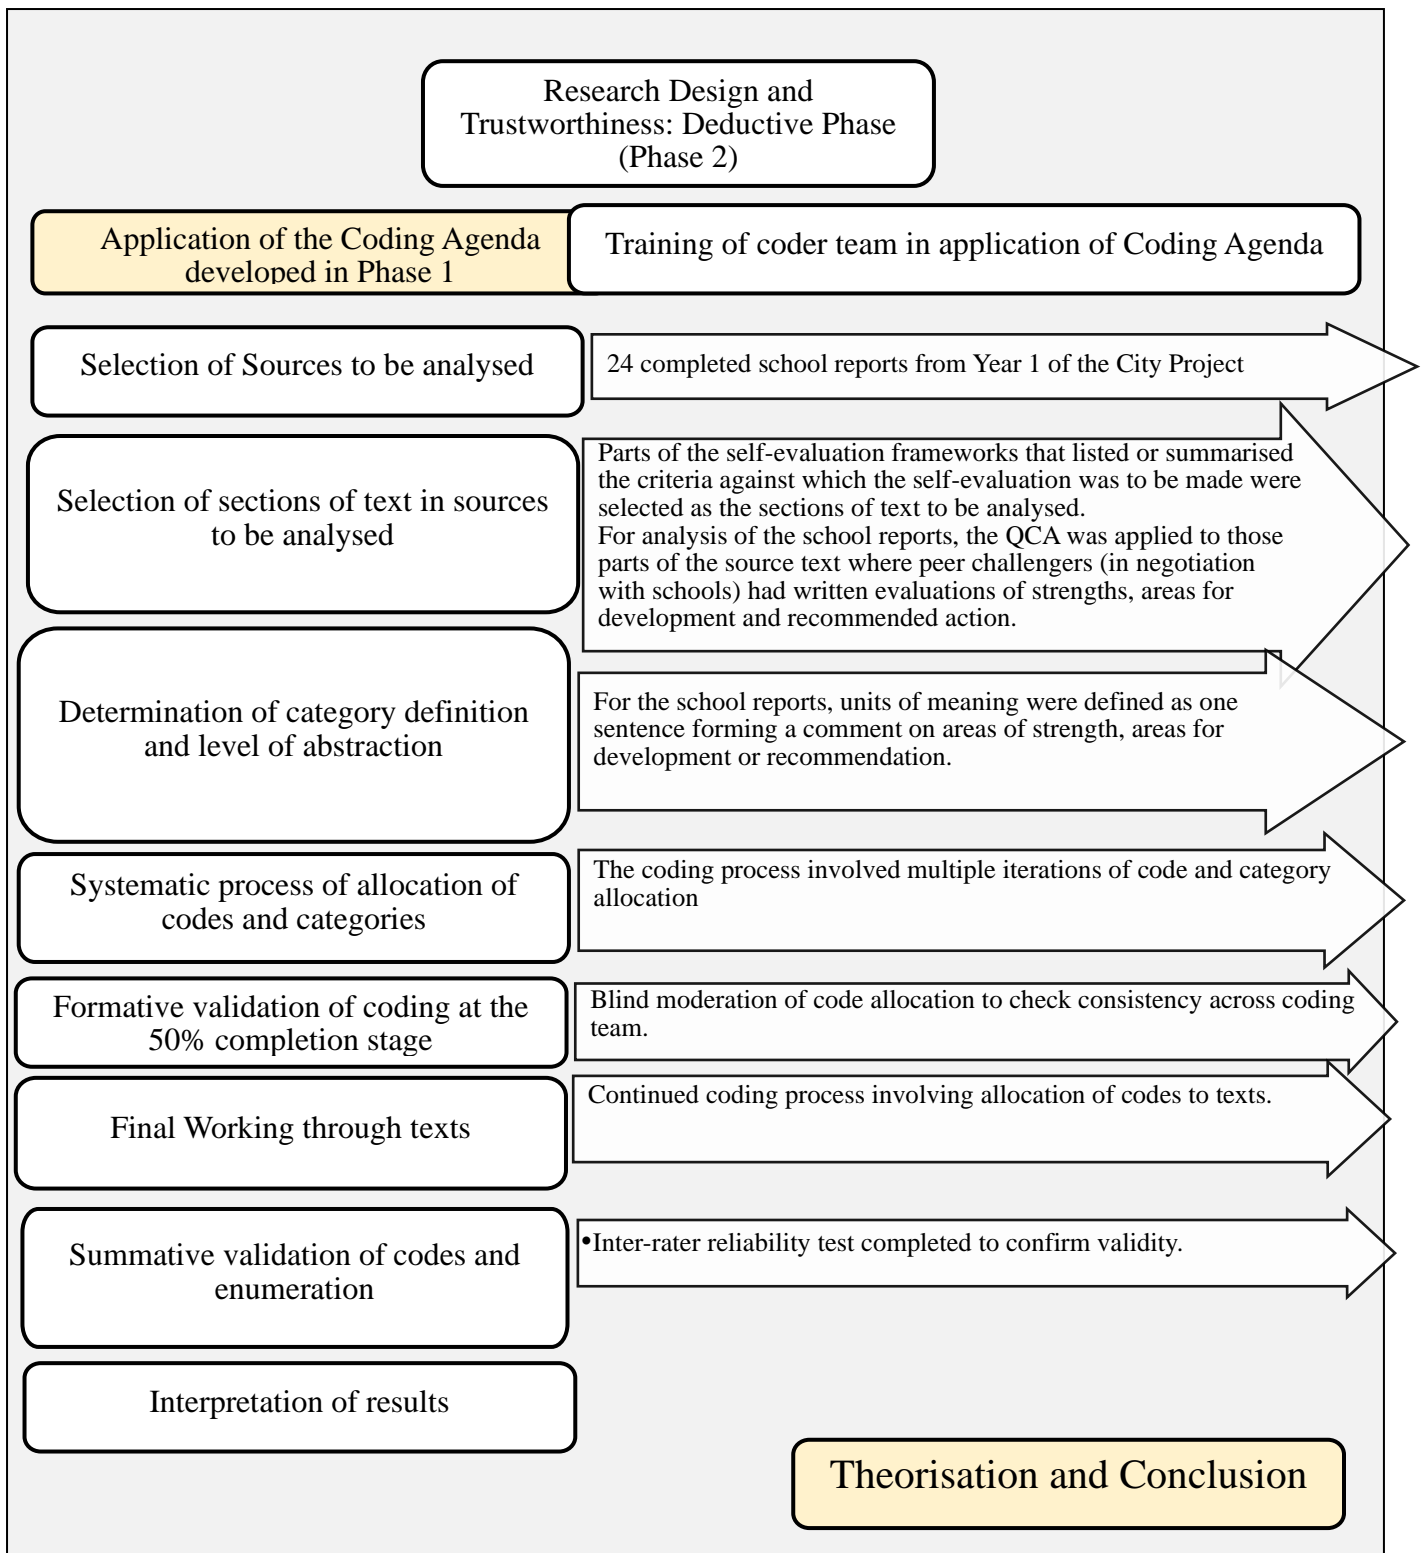 Research Design and
Trustworthiness: Deductive Phase
(Phase 2)
Application of the Coding Agenda
developed in Phase 1
Training of coder team in application of Coding Agenda
Selection of Sources to be analysed
24 completed school reports from Year 1 of the City Project
Selection of sections of text in sources
to be analysed
Parts of the self-evaluation frameworks that listed or summarised
the criteria against which the self-evaluation was to be made were
selected as the sections of text to be analysed.
For analysis of the school reports, the QCA was applied to those
parts of the source text where peer challengers (in negotiation
with schools) had written evaluations of strengths, areas for
development and recommended action.
Determination of category definition
and level of abstraction
For the school reports, units of meaning were defined as one
sentence forming a comment on areas of strength, areas for
development or recommendation.
Systematic process of allocation of
codes and categories
The coding process involved multiple iterations of code and category
allocation
Formative validation of coding at the
50% completion stage
Blind moderation of code allocation to check consistency across coding
team.
Final Working through texts
Continued coding process involving allocation of codes to texts.
Summative validation of codes and
enumeration
•Inter-rater reliability test completed to confirm validity.
Interpretation of results
Theorisation and Conclusion